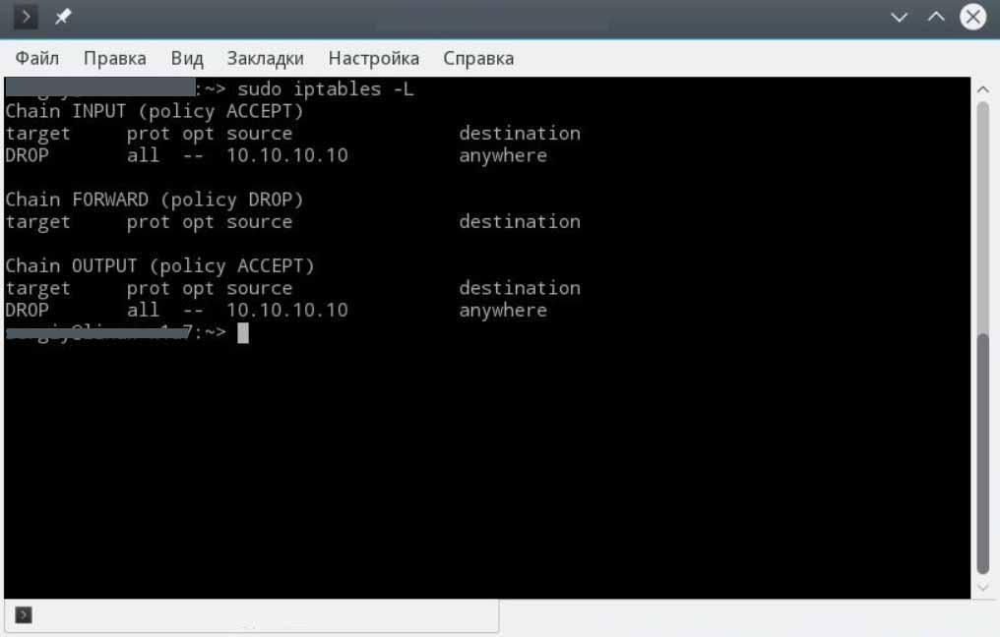 Файл Правка Вид Закладки Настройка Справка
:~> sudo iptables -L
Chain INPUT (policy ACCEPT)
target prot opt source destination
DROP all -- 10.10.10.10 anywhere
Chain FORWARD (policy DROP)
target prot opt source destination
Chain OUTPUT (policy ACCEPT)
target prot opt source destination
DROP all -- 10.10.10.10 anywhere
:~>